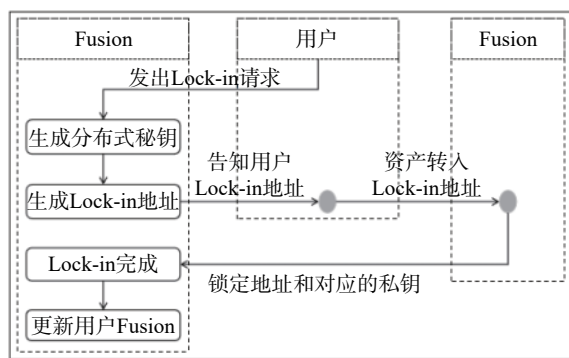 Fusion
用户
Fusion
发出Lock-in请求
生成分布式秘钥
告知用户
Lock-in地址
资产转入
Lock-in地址
生成Lock-in地址
Lock-in完成
锁定地址和对应的私钥
更新用户Fusion